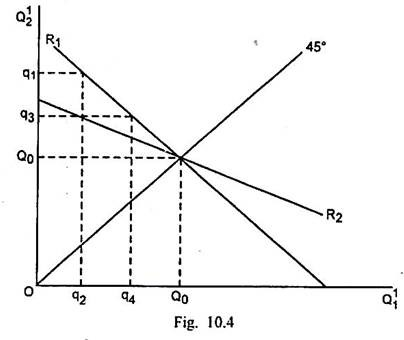 Q₂¹
R₁
45°
q₁
q₃
Q₀
R₂
O
q₂
q₄
Q₀
Q₁¹
Fig. 10.4